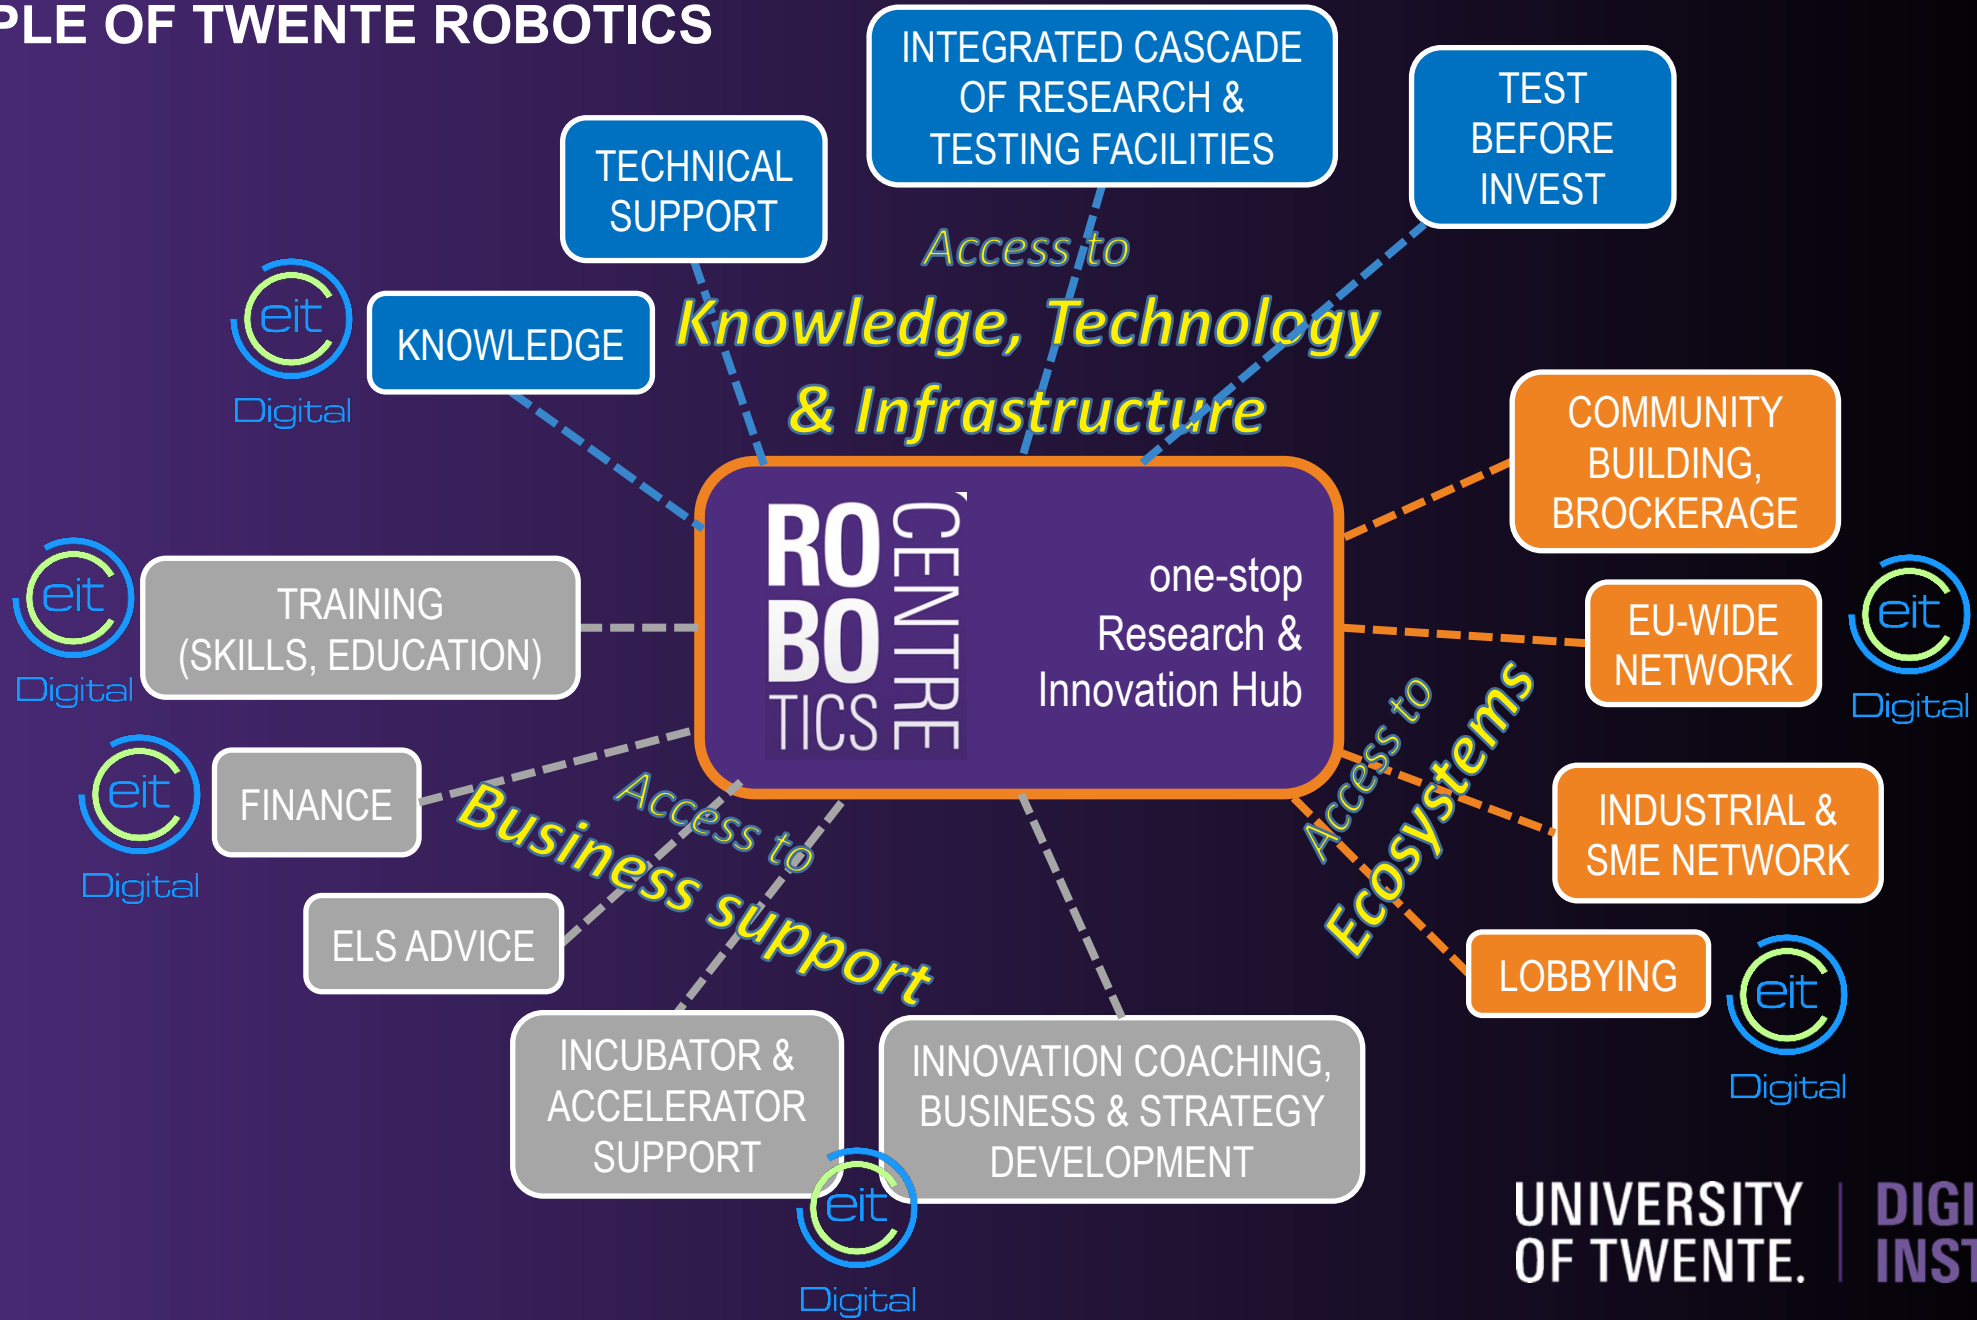 PLE OF TWENTE ROBOTICS
INTEGRATED CASCADE
OF RESEARCH &
TESTING FACILITIES
TEST
BEFORE
INVEST
TECHNICAL
SUPPORT
Access to
Knowledge, Technology
& Infrastructure
eit
Digital
KNOWLEDGE
COMMUNITY
BUILDING,
BROCKERAGE
RO
BO
TICS
CENTRE
one-stop
Research &
Innovation Hub
eit
Digital
TRAINING
(SKILLS, EDUCATION)
EU-WIDE
NETWORK
eit
Digital
eit
Digital
FINANCE
Access to
Business support
Access to
Ecosystems
INDUSTRIAL &
SME NETWORK
ELS ADVICE
LOBBYING
eit
Digital
INCUBATOR &
ACCELERATOR
SUPPORT
INNOVATION COACHING,
BUSINESS & STRATEGY
DEVELOPMENT
eit
Digital
UNIVERSITY
OF TWENTE.
DIGI
INST